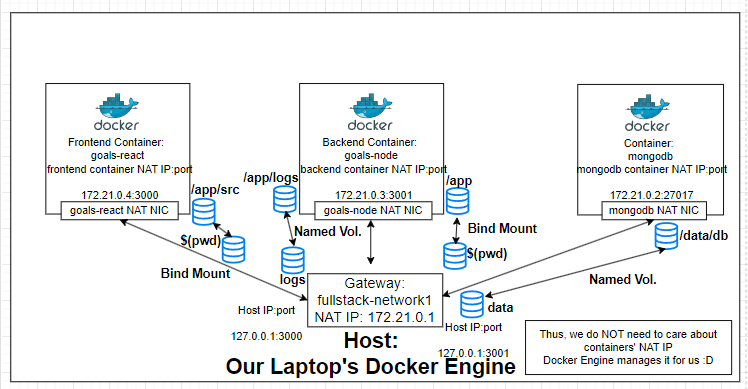 docker
Frontend Container:
goals-react
frontend container NAT IP:port
172.21.0.4:3000
goals-react NAT NIC
docker
Backend Container:
goals-node
backend container NAT IP:port
172.21.0.3:3001
goals-node NAT NIC
docker
Container:
mongodb
mongodb container NAT IP:port
172.21.0.2:27017
mongodb NAT NIC
/app/src
$(pwd)
Bind Mount
/app/logs
Named Vol.
logs
/app
Bind Mount
$(pwd)
/data/db
Named Vol.
data
Gateway:
fullstack-network1
NAT IP: 172.21.0.1
Host IP:port
127.0.0.1:3000
Host IP:port
127.0.0.1:3001
Host:
Our Laptop's Docker Engine
Thus, we do NOT need to care about
containers' NAT IP
Docker Engine manages it for us :D